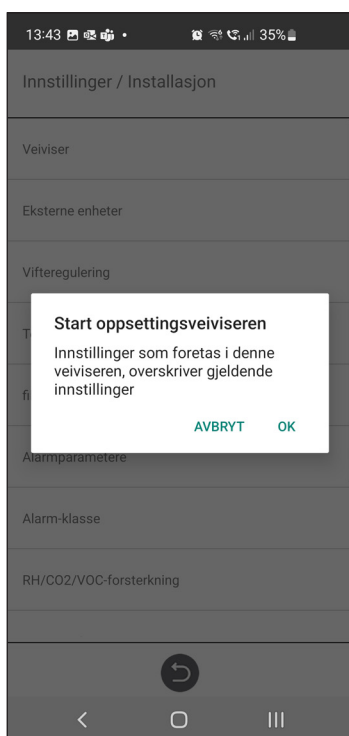 13:43 35%
Innstillinger / Installasjon
Veiviser
Eksterne enheter
Vifteregulering
Start oppsettingsveiviseren
Innstillinger som foretas i denne
veiviseren, overskriver gjeldende
innstillinger
AVBRYT OK
Alarmparametere
Alarm-klasse
RH/CO2/VOC-forsterkning